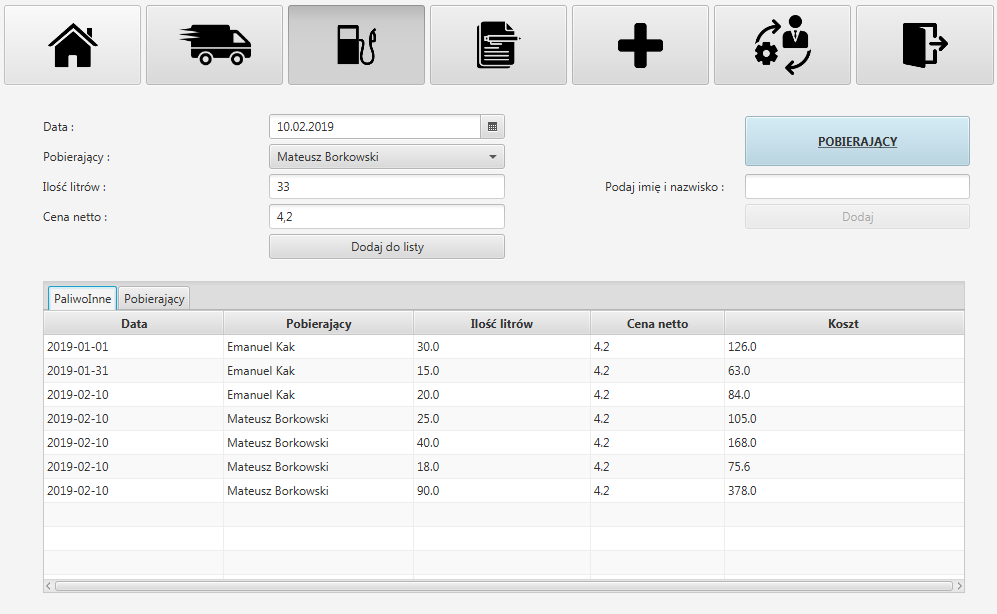 Data :
10.02.2019
Pobierający :
Mateusz Borkowski
Ilość litrów :
33
Cena netto :
4,2
Dodaj do listy
POBIERAJACY
Podaj imię i nazwisko :
Dodaj
PaliwoInne Pobierający
Data Pobierający Ilość litrów Cena netto Koszt
2019-01-01 Emanuel Kak 30.0 4.2 126.0
2019-01-31 Emanuel Kak 15.0 4.2 63.0
2019-02-10 Emanuel Kak 20.0 4.2 84.0
2019-02-10 Mateusz Borkowski 25.0 4.2 105.0
2019-02-10 Mateusz Borkowski 40.0 4.2 168.0
2019-02-10 Mateusz Borkowski 18.0 4.2 75.6
2019-02-10 Mateusz Borkowski 90.0 4.2 378.0